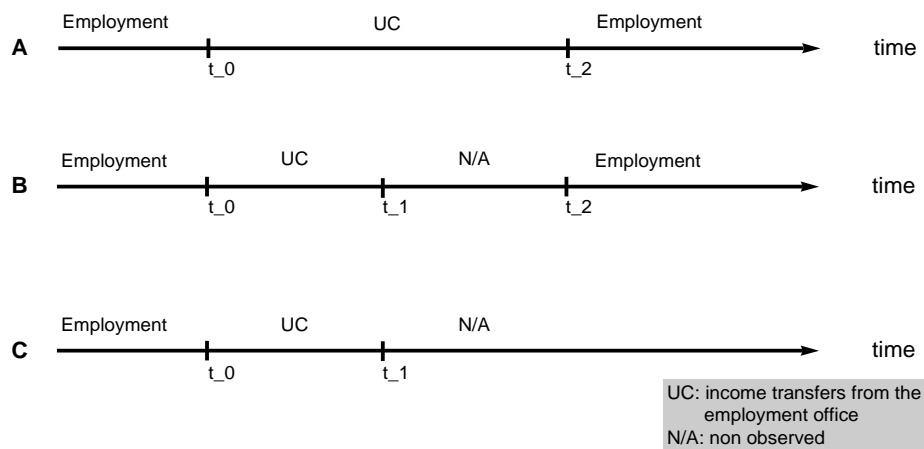 Employment UC Employment
A time
t_0 t_2
Employment UC N/A Employment
B time
t_0 t_1 t_2
Employment UC N/A
C time
t_0 t_1
UC: income transfers from the
employment office
N/A: non observed